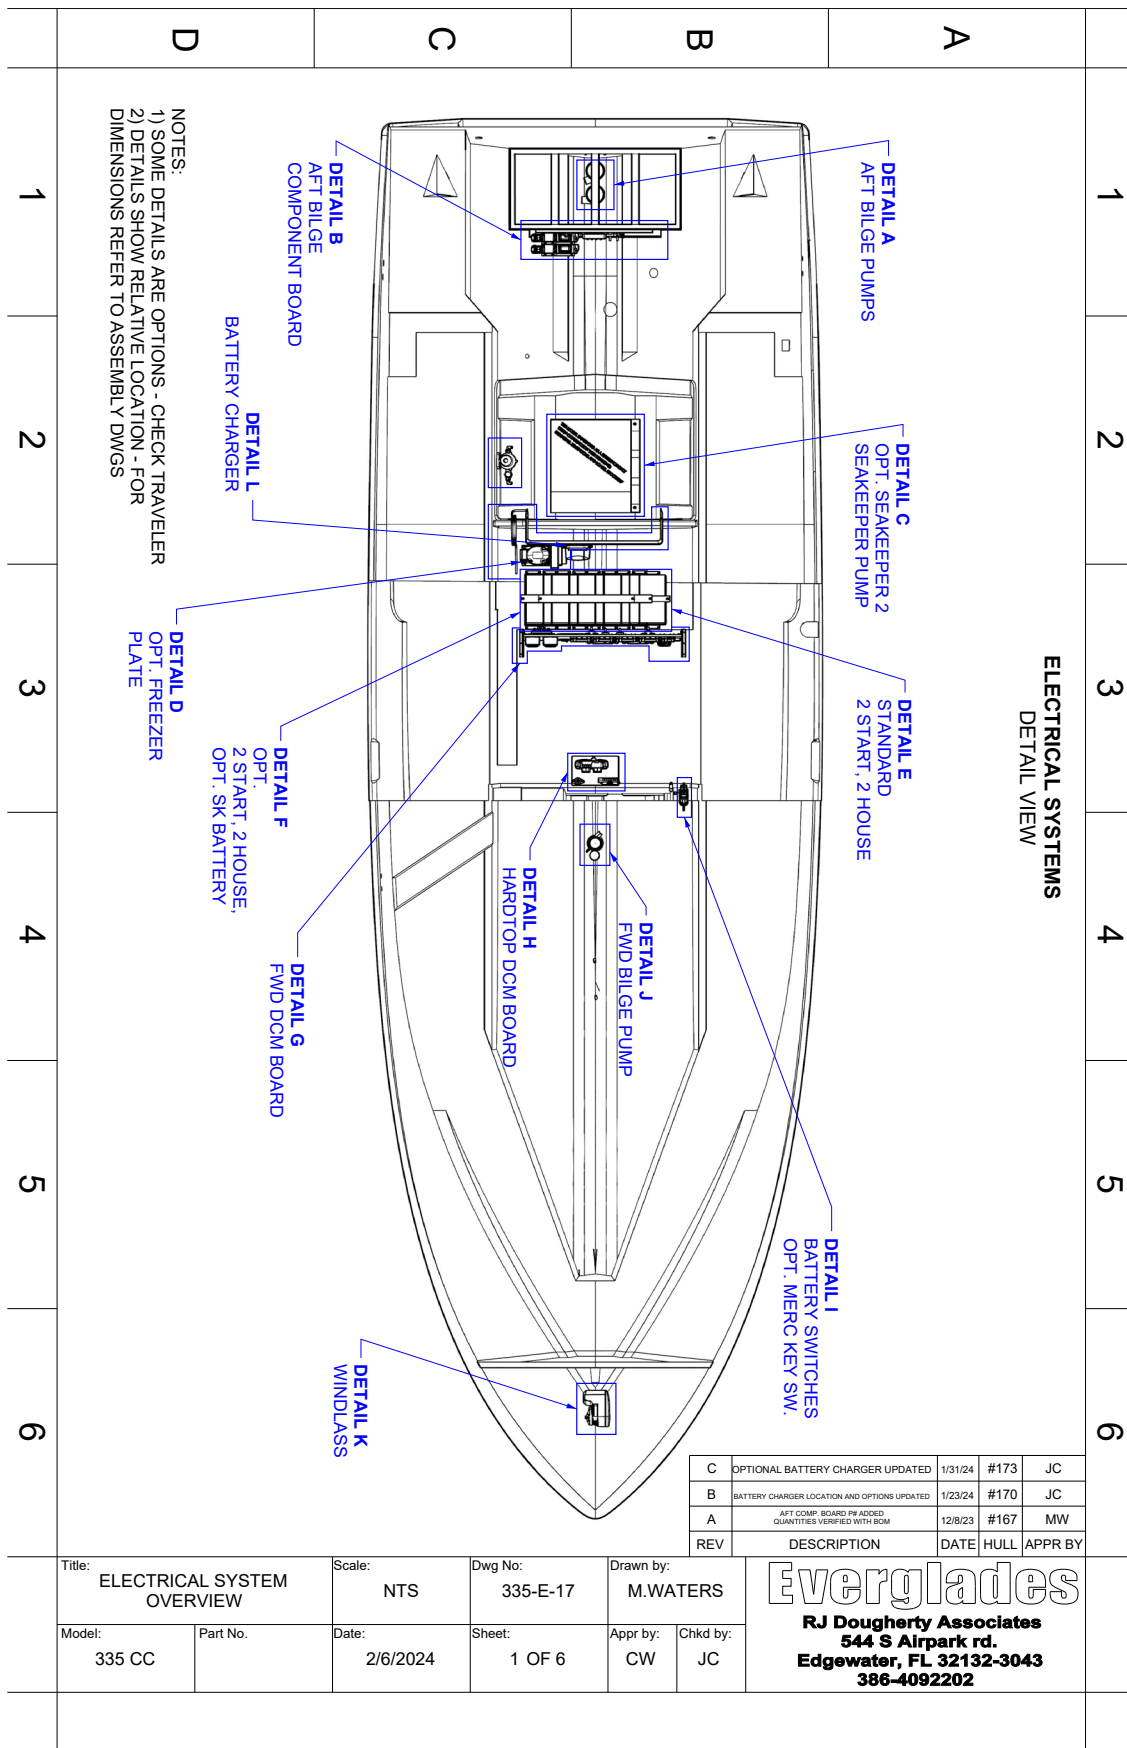 D
C
B
A
1
2
3
4
5
6
1
2
3
4
5
6
ELECTRICAL SYSTEMS
DETAIL VIEW
NOTES:
1) SOME DETAILS ARE OPTIONS - CHECK TRAVELER
2) DETAILS SHOW RELATIVE LOCATION - FOR
DIMENSIONS REFER TO ASSEMBLY DWGS
DETAIL A
AFT BILGE PUMPS
DETAIL B
AFT BILGE
COMPONENT BOARD
DETAIL C
OPT. SEAKEEPER 2
SEAKEEPER PUMP
DETAIL L
BATTERY CHARGER
DETAIL D
OPT. FREEZER
PLATE
DETAIL E
STANDARD
2 START, 2 HOUSE
DETAIL F
OPT.
2 START, 2 HOUSE,
OPT. SK BATTERY
DETAIL G
FWD DCM BOARD
DETAIL H
HARDTOP DCM BOARD
DETAIL J
FWD BILGE PUMP
DETAIL I
BATTERY SWITCHES
OPT. MERC KEY SW.
DETAIL K
WINDLASS
C OPTIONAL BATTERY CHARGER UPDATED 1/31/24 #173 JC
B BATTERY CHARGER LOCATION AND OPTIONS UPDATED 1/23/24 #170 JC
A AFT COMP. BOARD P# ADDED
QUANTITIES VERIFIED WITH BOM 12/8/23 #167 MW
REV DESCRIPTION DATE HULL APPR BY
Title:
ELECTRICAL SYSTEM
OVERVIEW
Scale:
NTS
Dwg No:
335-E-17
Drawn by:
M.WATERS
Model:
335 CC
Part No.
Date:
2/6/2024
Sheet:
1 OF 6
Appr by:
CW
Chkd by:
JC
Everglades
RJ Dougherty Associates
544 S Airpark rd.
Edgewater, FL 32132-3043
386-4092202